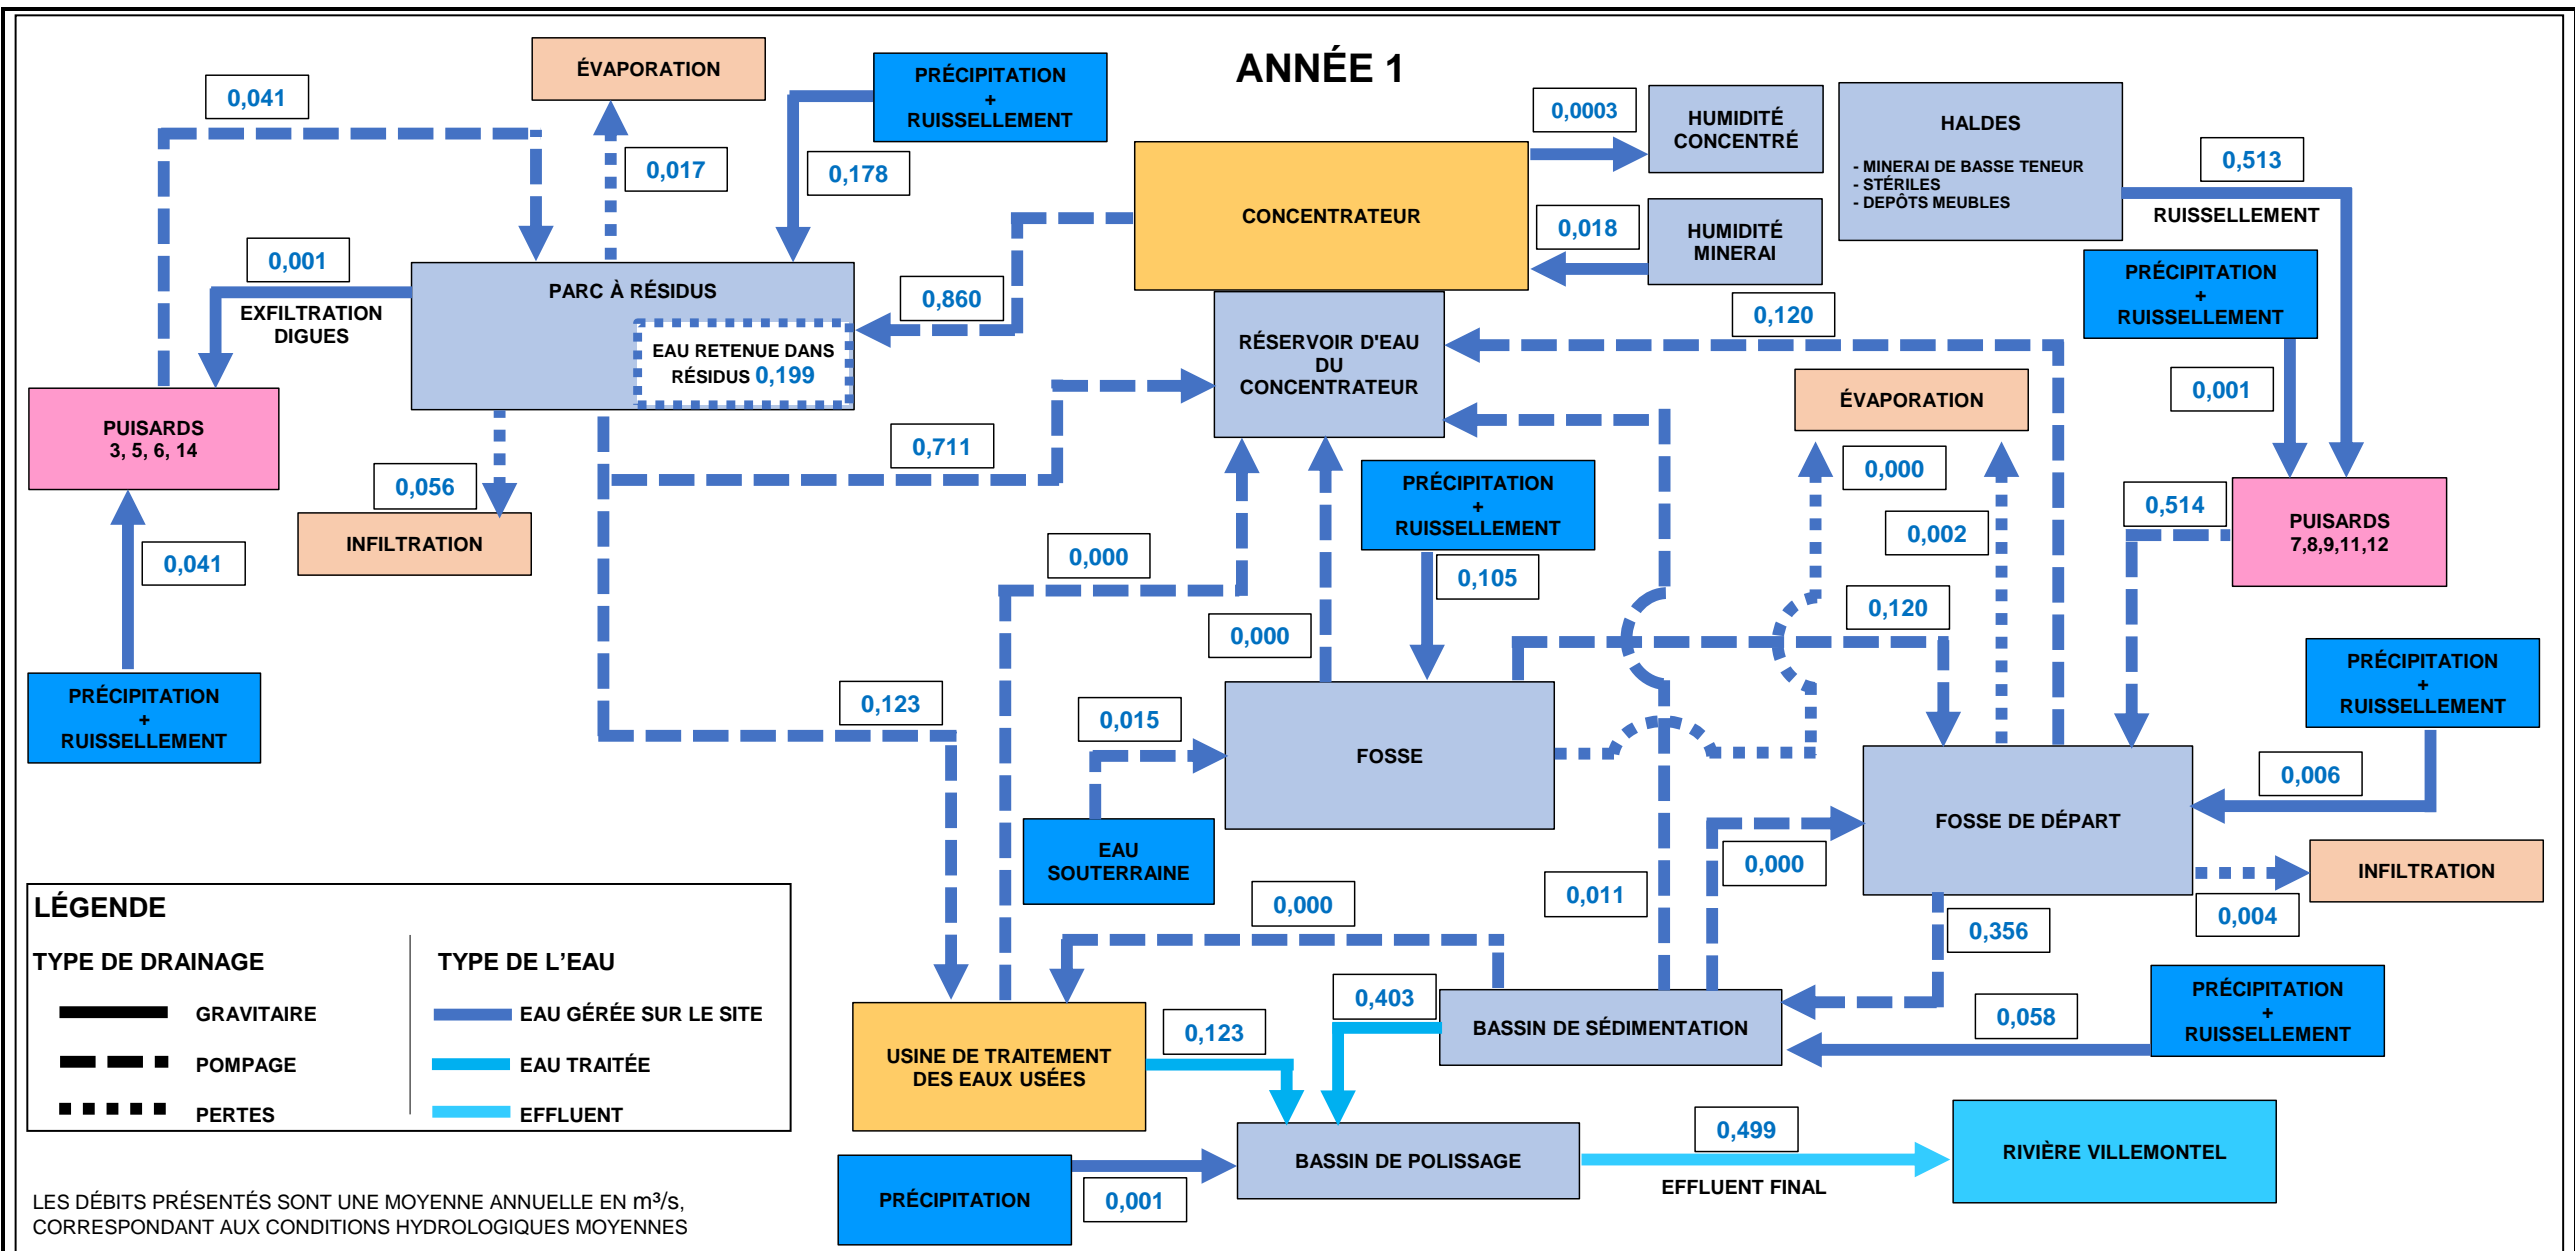 ANNÉE 1
0,041
ÉVAPORATION
0,017
PRÉCIPITATION
+
RUISSELLEMENT
0,178
0,001
EXFILTRATION
DIGUES
PARC À RÉSIDUS
EAU RETENUE DANS
RÉSIDUS 0,199
0,860
PUISARDS
3, 5, 6, 14
0,056
INFILTRATION
0,041
PRÉCIPITATION
+
RUISSELLEMENT
0,711
0,123
CONCENTRATEUR
0,0003
HUMIDITÉ
CONCENTRÉ
0,018
HUMIDITÉ
MINERAI
RÉSERVOIR D'EAU
DU
CONCENTRATEUR
0,120
HALDES
- MINERAI DE BASSE TENEUR
- STÉRILES
- DEPÔTS MEUBLES
0,513
RUISSELLEMENT
PRÉCIPITATION
+
RUISSELLEMENT
0,001
ÉVAPORATION
0,000
0,002
0,514
PUISARDS
7,8,9,11,12
PRÉCIPITATION
+
RUISSELLEMENT
0,105
0,000
0,000
0,120
0,015
FOSSE
EAU
SOUTERRAINE
PRÉCIPITATION
+
RUISSELLEMENT
0,006
FOSSE DE DÉPART
INFILTRATION
0,004
0,000
0,011
0,000
0,356
0,403
BASSIN DE SÉDIMENTATION
0,058
PRÉCIPITATION
+
RUISSELLEMENT
USINE DE TRAITEMENT
DES EAUX USÉES
0,123
PRÉCIPITATION
0,001
BASSIN DE POLISSAGE
0,499
EFFLUENT FINAL
RIVIÈRE VILLEMONTEL
LÉGENDE
TYPE DE DRAINAGE
GRAVITAIRE
POMPAGE
PERTES
TYPE DE L’EAU
EAU GÉRÉE SUR LE SITE
EAU TRAITÉE
EFFLUENT
LES DÉBITS PRÉSENTÉS SONT UNE MOYENNE ANNUELLE EN m³/s,
CORRESPONDANT AUX CONDITIONS HYDROLOGIQUES MOYENNES